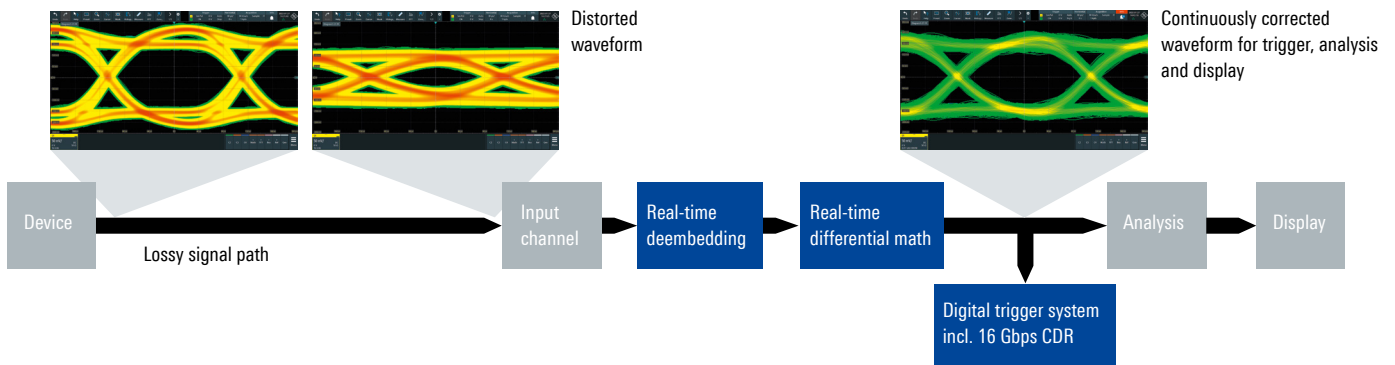 Distorted
waveform
Continuously corrected
waveform for trigger, analysis
and display
Device
Lossy signal path
Input
channel
Real-time
deembedding
Real-time
differential math
Analysis
Display
Digital trigger system
incl. 16 Gbps CDR